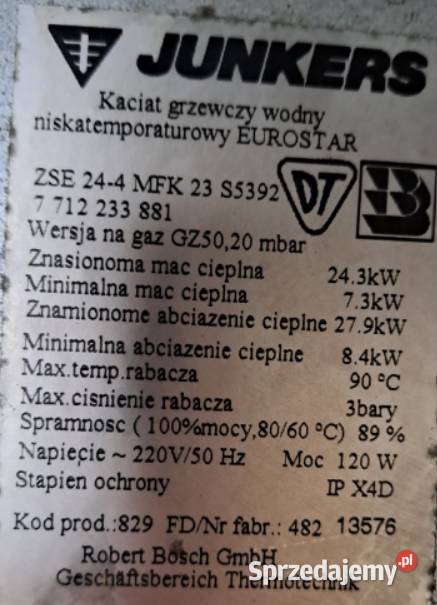 JUNKERS
Kaciat grzewczy wodny
niskatemporaturowy EUROSTAR
ZSE 24-4 MFK 23 S5392
DT
B
7 712 233 881
Wersja na gaz GZ50,20 mbar
Znasionoma mac cieplna 24.3kW
Minimalna mac cieplna 7.3kW
Znamionome abciazenie cieplne 27.9kW
Minimalna abciazenie cieplne 8.4kW
Max.temp.rabacza 90 °C
Max.cisnienie rabacza 3bary
Spramnosc ( 100%mocy,80/60 °C) 89 %
Napięcie ~ 220V/50 Hz Moc 120 W
Stapien ochrony IP X4D
Kod prod.:829 FD/Nr fabr.: 482 13576
Robert Bosch GmbH
Geschäftsbereich Thermotechnik
Sprzedajemy.pl